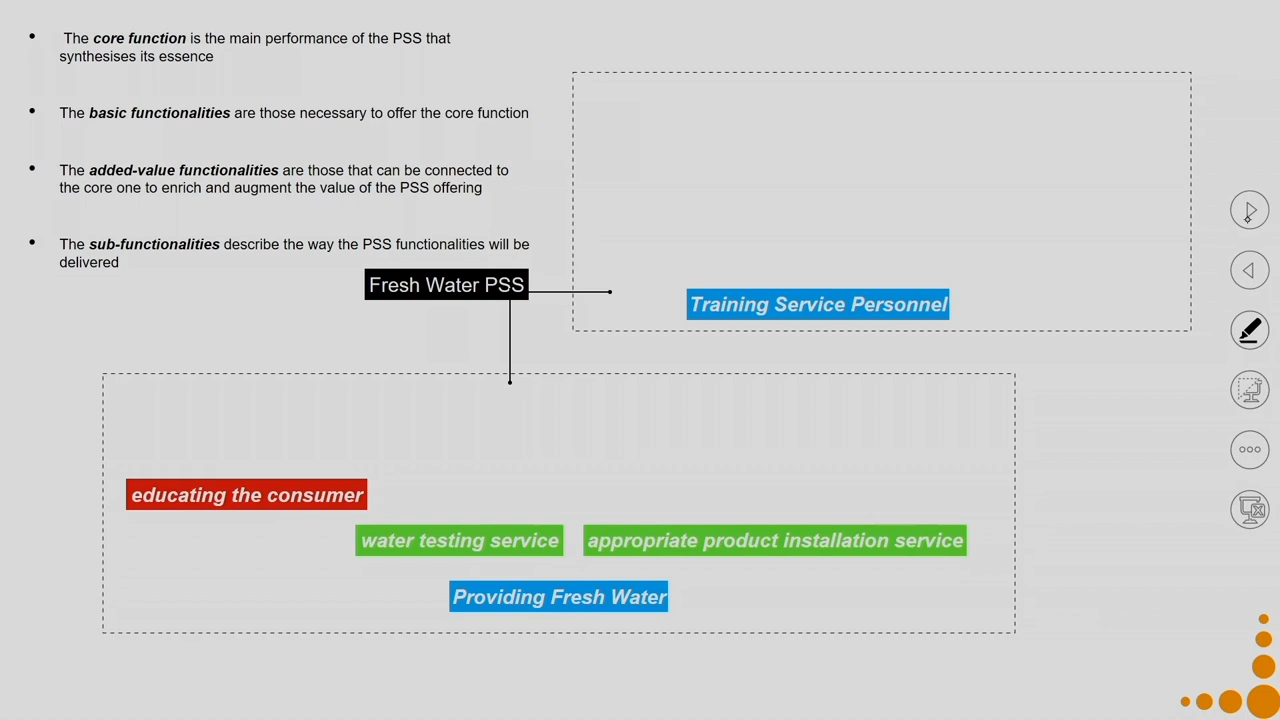 • The core function is the main performance of the PSS that
synthesises its essence
• The basic functionalities are those necessary to offer the core function
• The added-value functionalities are those that can be connected to
the core one to enrich and augment the value of the PSS offering
• The sub-functionalities describe the way the PSS functionalities will be
delivered
Fresh Water PSS
Training Service Personnel
educating the consumer
water testing service
appropriate product installation service
Providing Fresh Water